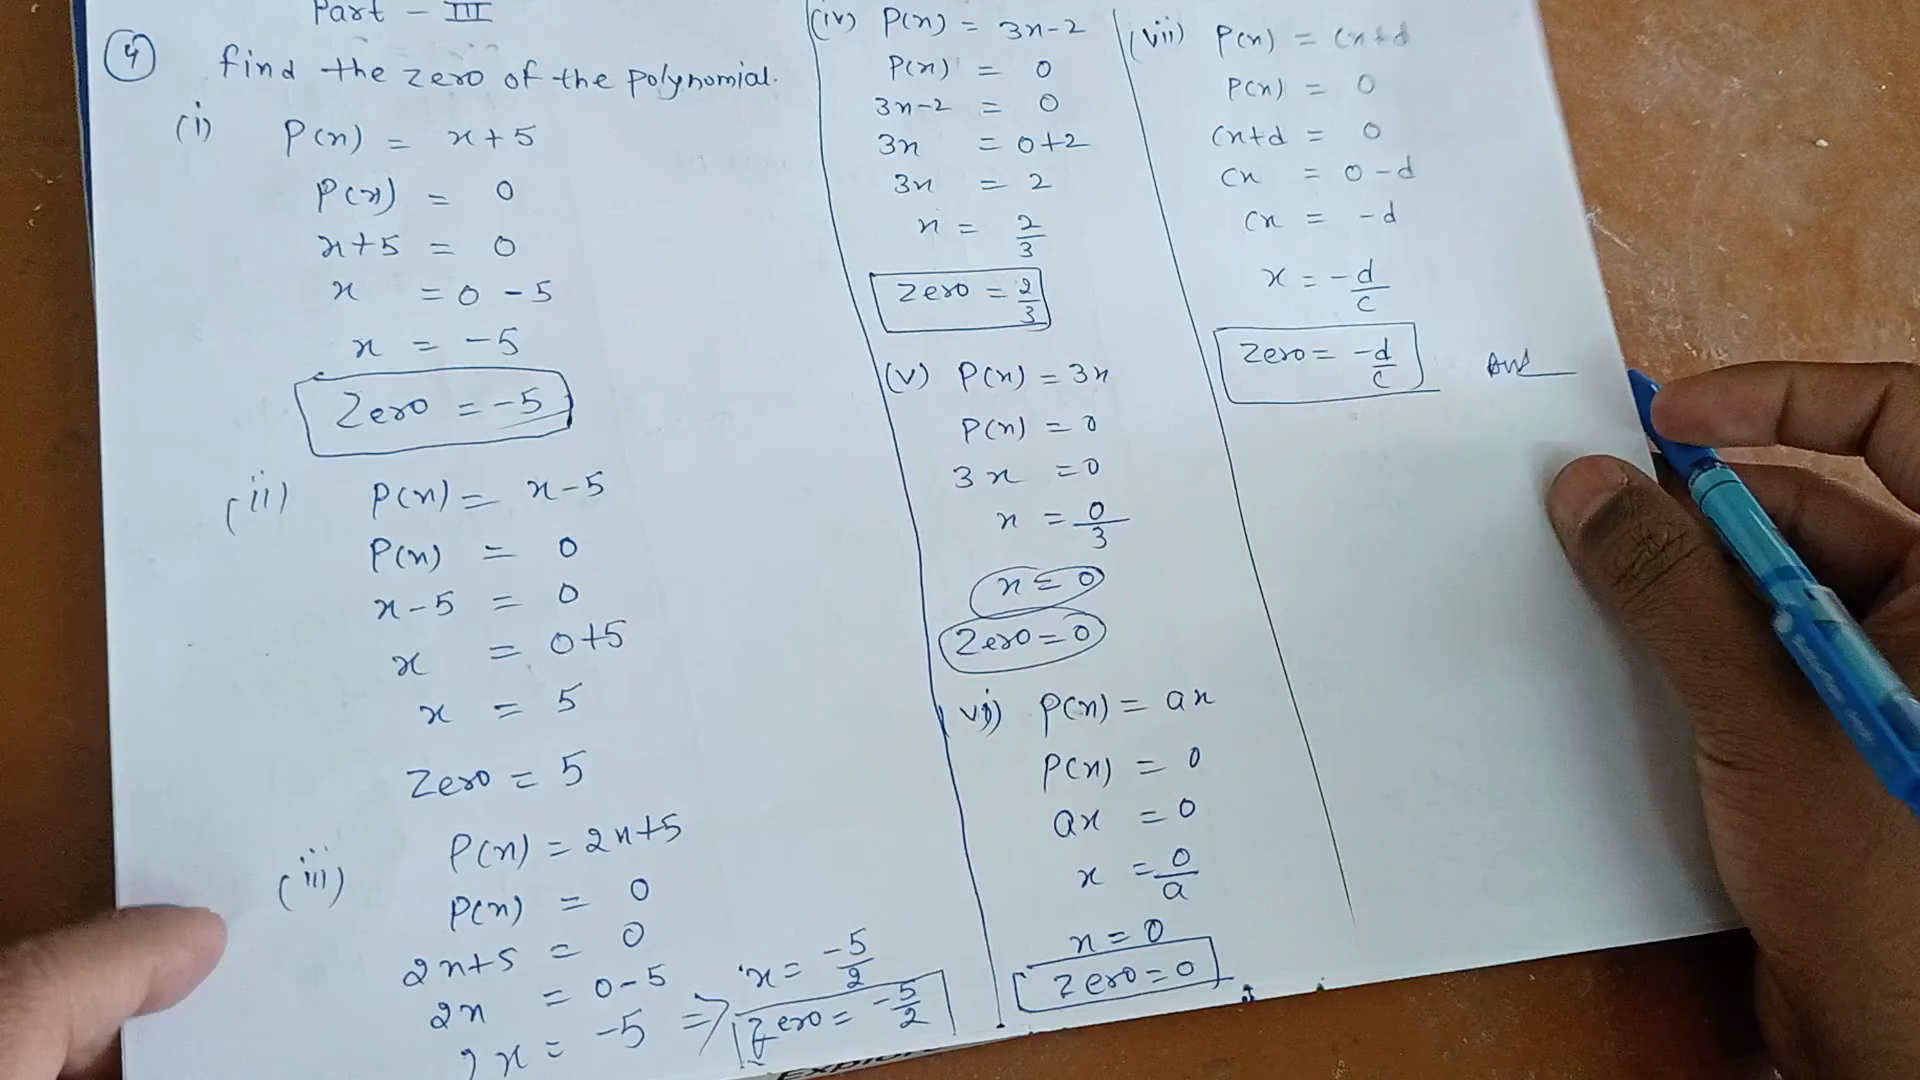 Part - III
④ find the zero of the polynomial.
(i) P(x) = x+5
P(x) = 0
x+5 = 0
x = 0-5
x = -5
Zero = -5
(ii) P(x) = x-5
P(x) = 0
x-5 = 0
x = 0+5
x = 5
Zero = 5
(iii) P(x) = 2x+5
P(x) = 0
2x+5 = 0
2x = 0-5
2x = -5 ⇒ x = -5/2
Zero = -5/2
(iv) P(x) = 3x-2
P(x) = 0
3x-2 = 0
3x = 0+2
3x = 2
x = 2/3
Zero = 2/3
(v) P(x) = 3x
P(x) = 0
3x = 0
x = 0/3
x = 0
Zero = 0
vi) P(x) = ax
P(x) = 0
ax = 0
x = 0/a
x = 0
Zero = 0
(vii) P(x) = cx+d
P(x) = 0
cx+d = 0
cx = 0-d
cx = -d
x = -d/c
Zero = -d/c Ans